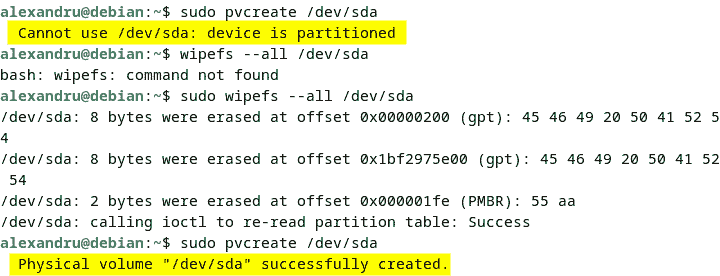 alexandru@debian:~$ sudo pvcreate /dev/sda
  Cannot use /dev/sda: device is partitioned
alexandru@debian:~$ wipefs --all /dev/sda
bash: wipefs: command not found
alexandru@debian:~$ sudo wipefs --all /dev/sda
/dev/sda: 8 bytes were erased at offset 0x00000200 (gpt): 45 46 49 20 50 41 52 5
4
/dev/sda: 8 bytes were erased at offset 0x1bf2975e00 (gpt): 45 46 49 20 50 41 52
 54
/dev/sda: 2 bytes were erased at offset 0x000001fe (PMBR): 55 aa
/dev/sda: calling ioctl to re-read partition table: Success
alexandru@debian:~$ sudo pvcreate /dev/sda
  Physical volume "/dev/sda" successfully created.